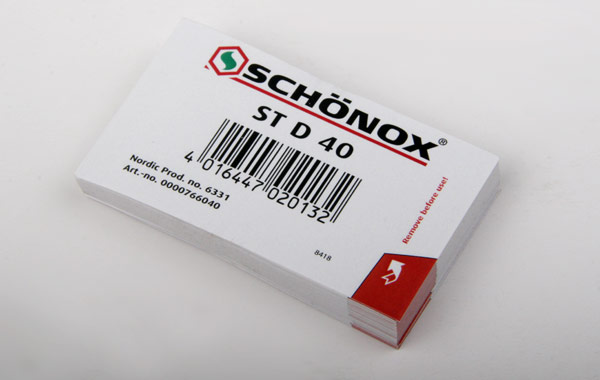 SCHÖNOX®
ST D 40
4 016447 020132
Nordic Prod. no. 6331
Art.-no. 0000766040
8418
Remove before use!